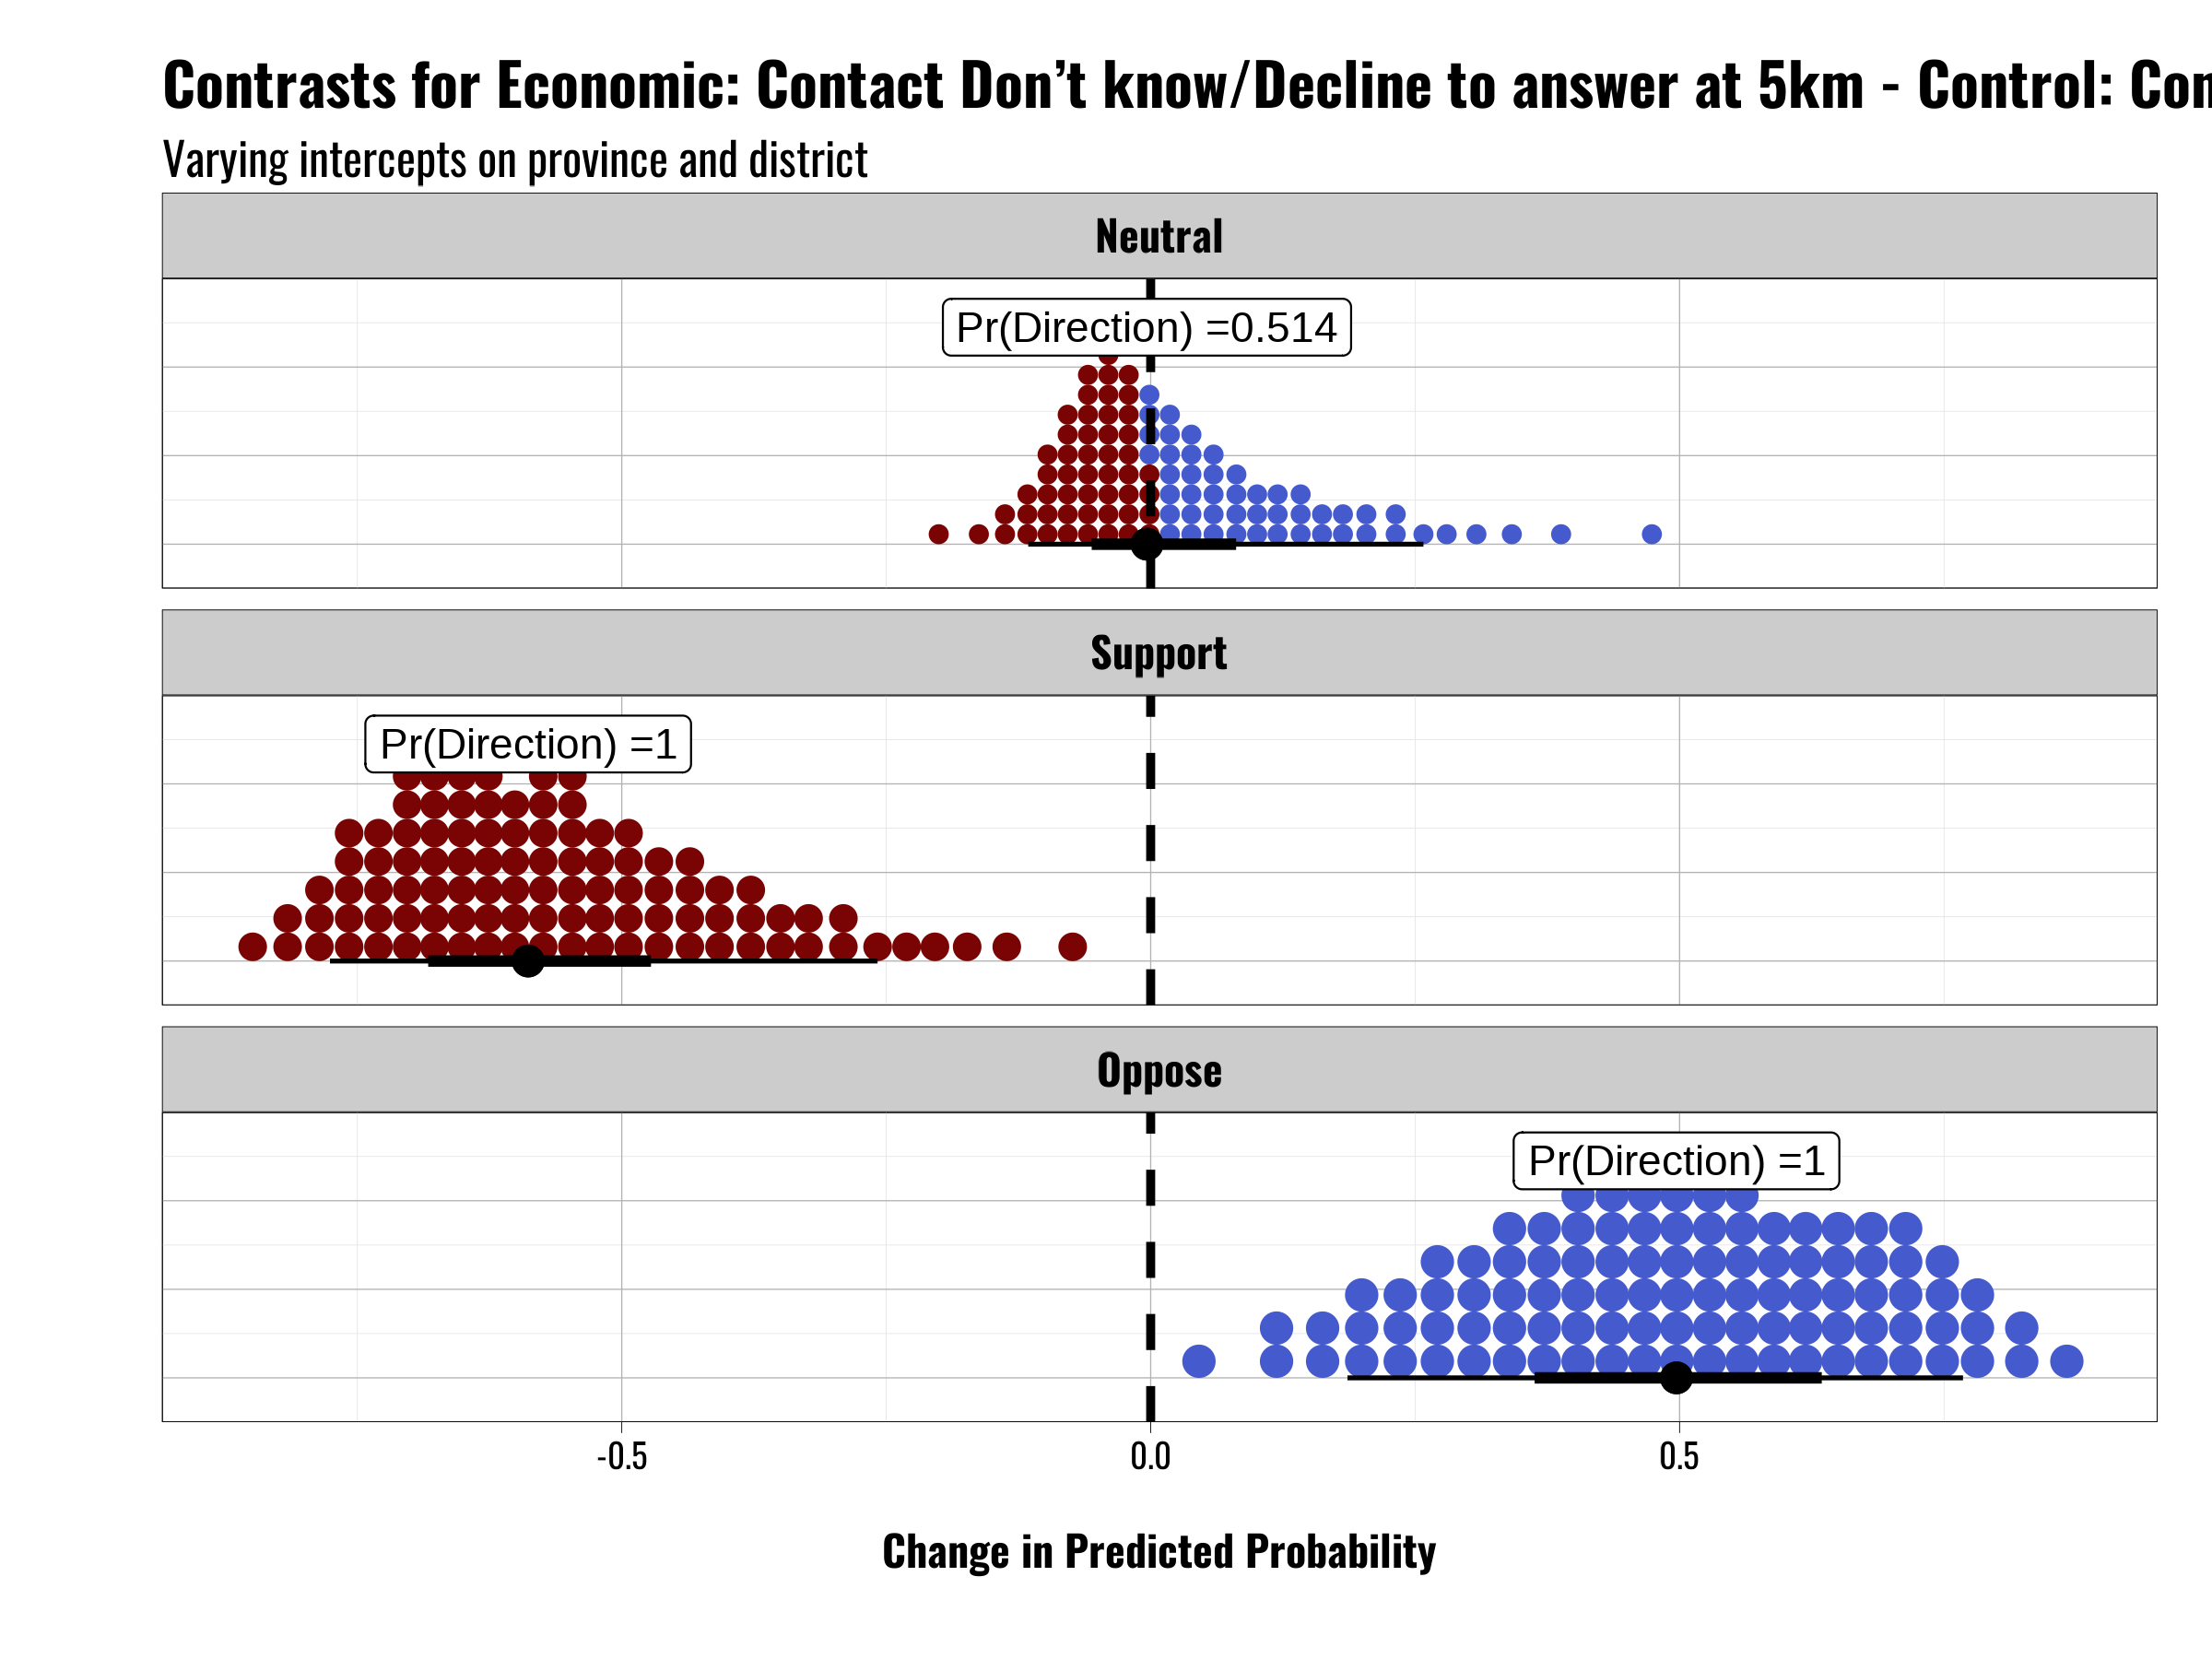 Contrasts for Economic: Contact Don’t know/Decline to answer at 5km - Control: Con
Varying intercepts on province and district
Neutral
Pr(Direction) =0.514
Support
Pr(Direction) =1
Oppose
Pr(Direction) =1
-0.5 0.0 0.5
Change in Predicted Probability